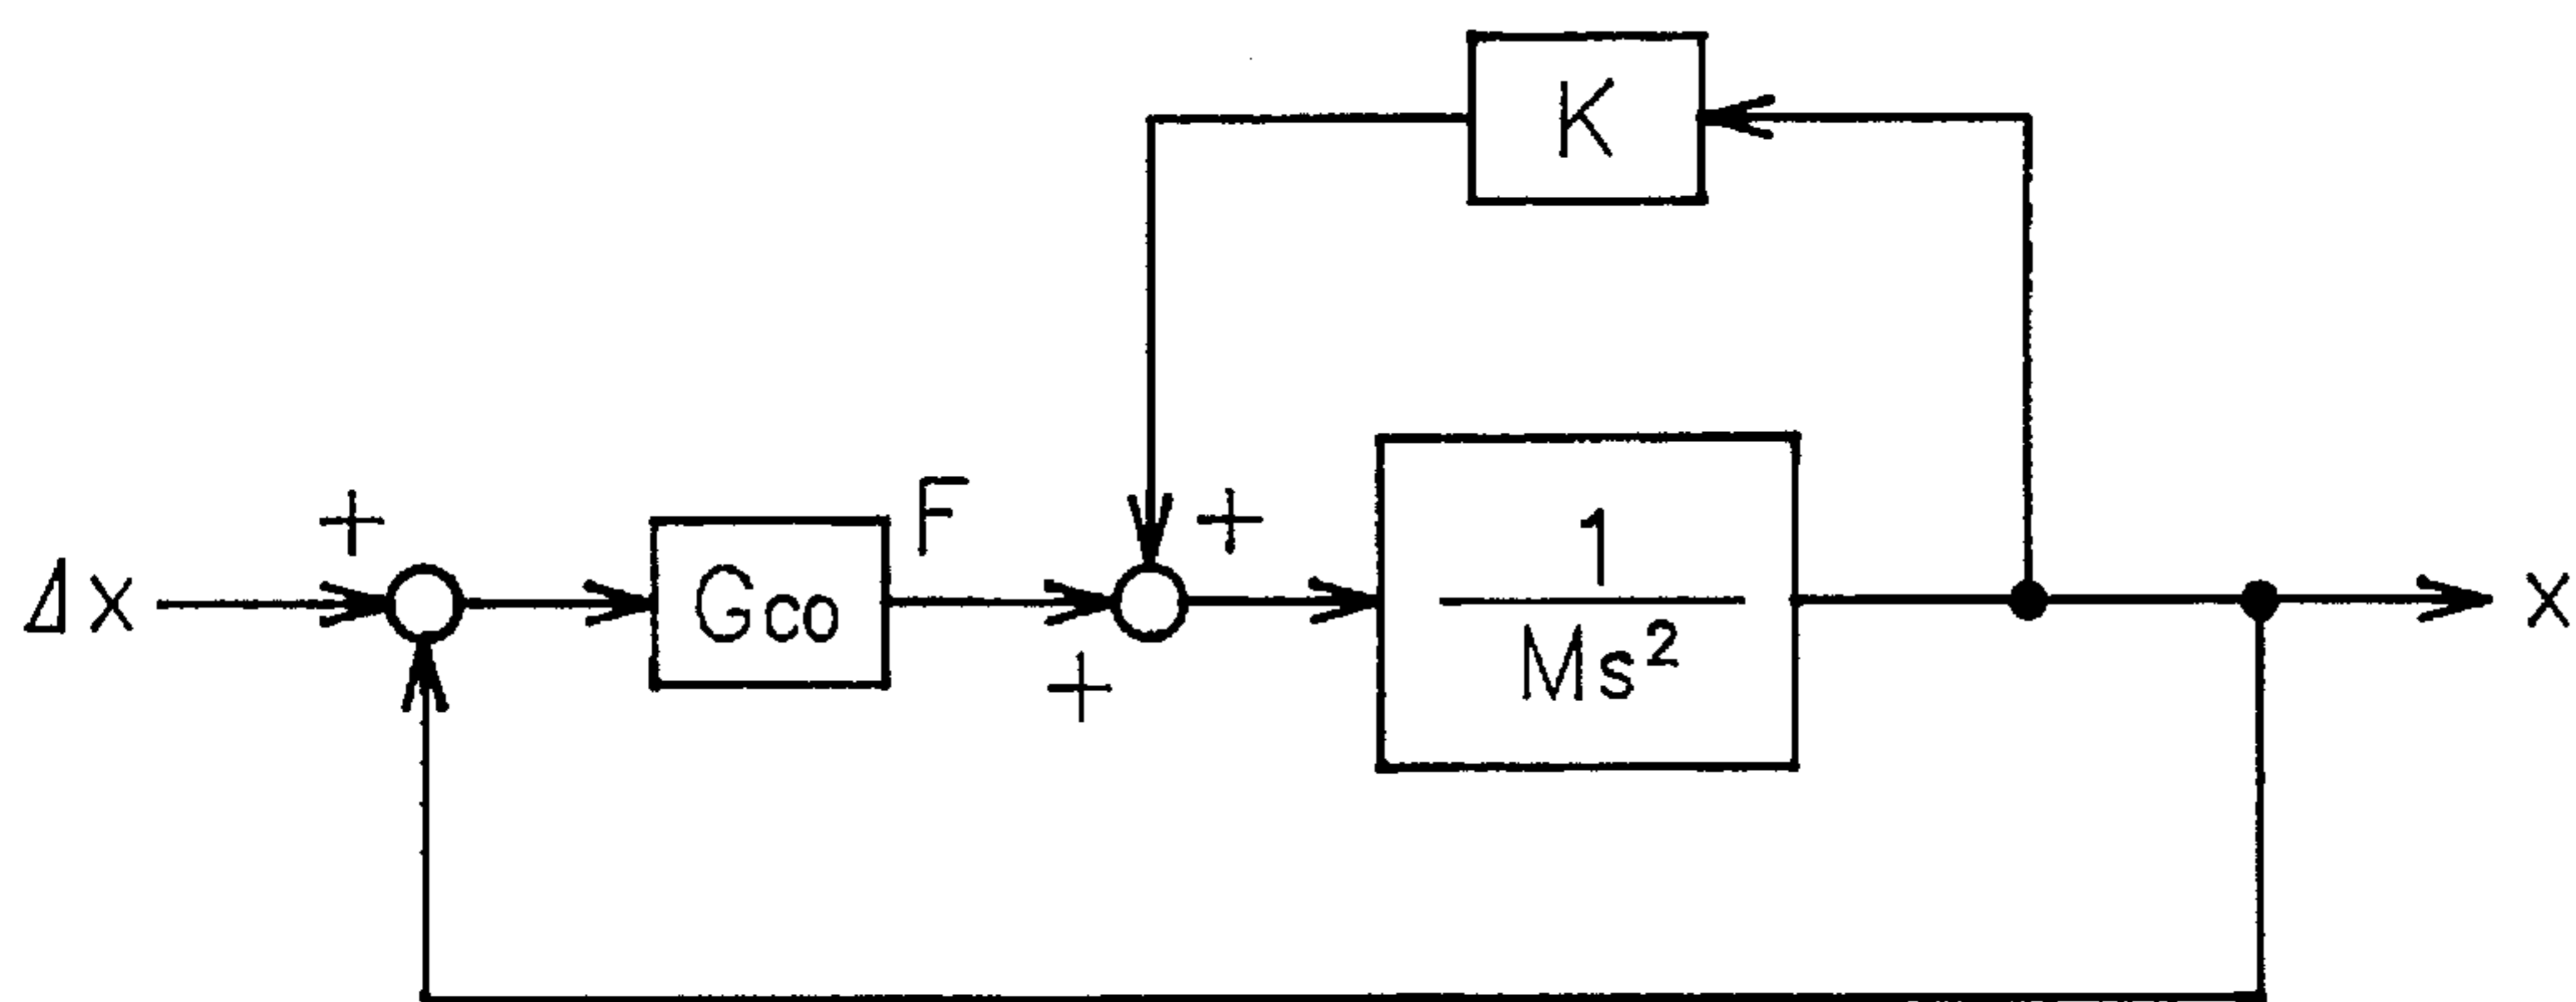 K
+
F
+
1
Δx
Gco
x
Ms²
+